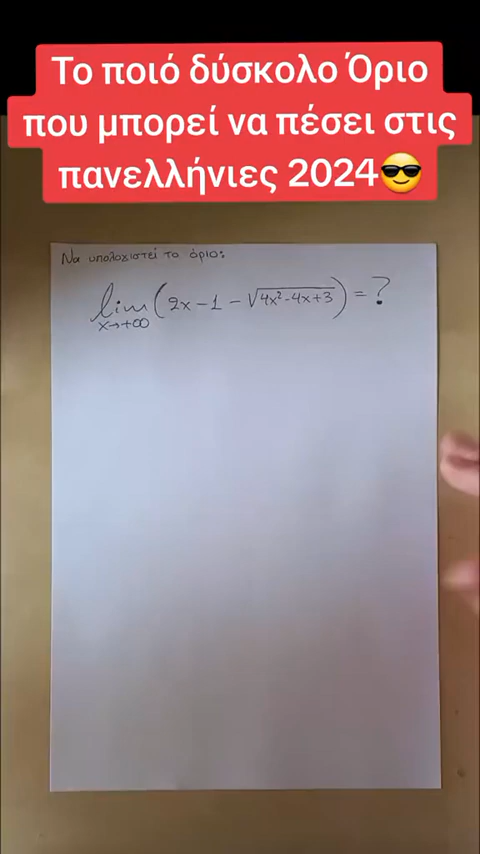 Το ποιό δύσκολο Όριο
που μπορεί να πέσει στις
πανελλήνιες 2024😎
Να υπολογιστεί το όριο:
lim (2x-1-√4x²-4x+3) = ?
x→+∞